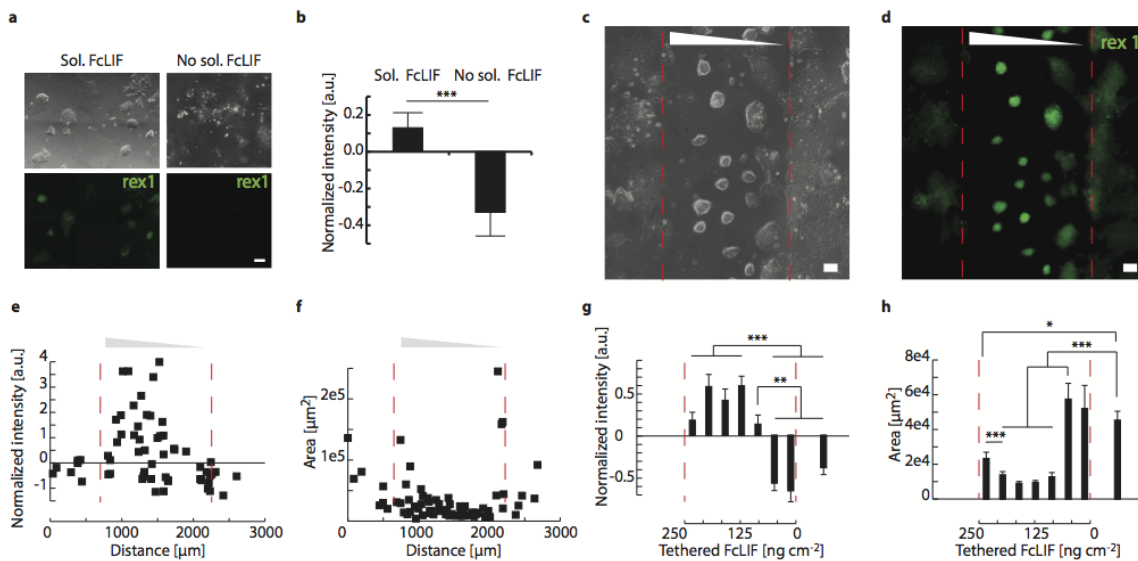 a
Sol. FcLIF No sol. FcLIF
rex1 rex1
b
Sol. FcLIF No sol. FcLIF
***
Normalized intensity [a.u.]
0.2
0.0
-0.2
-0.4
c
d
rex 1
e
Normalized intensity [a.u.]
4
3
2
1
0
-1
0 1000 2000 3000
Distance [µm]
f
Area [µm²]
2e5
1e5
0 1000 2000 3000
Distance [µm]
g
Normalized intensity [a.u.]
***
**
0.5
0
-0.5
250 125 0
Tethered FcLIF [ng cm⁻²]
h
Area [µm²]
*
***
***
8e4
6e4
4e4
2e4
0
250 125 0
Tethered FcLIF [ng cm⁻²]